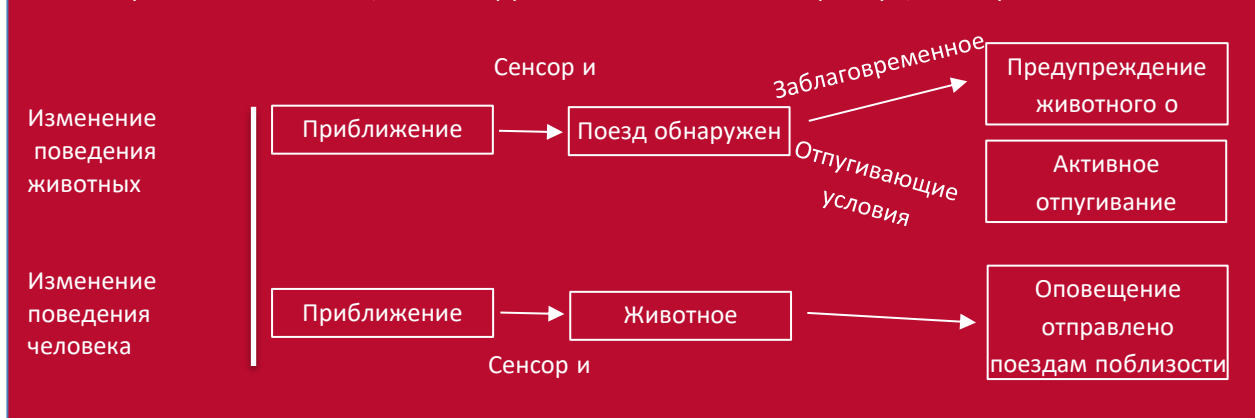 Сенсор и
Заблаговременное
Предупреждение
животного о
Изменение
поведения
животных
Приближение
Поезд обнаружен
Отпугивающие
условия
Активное
отпугивание
Изменение
поведения
человека
Приближение
Животное
Оповещение
отправлено
поездам поблизости
Сенсор и